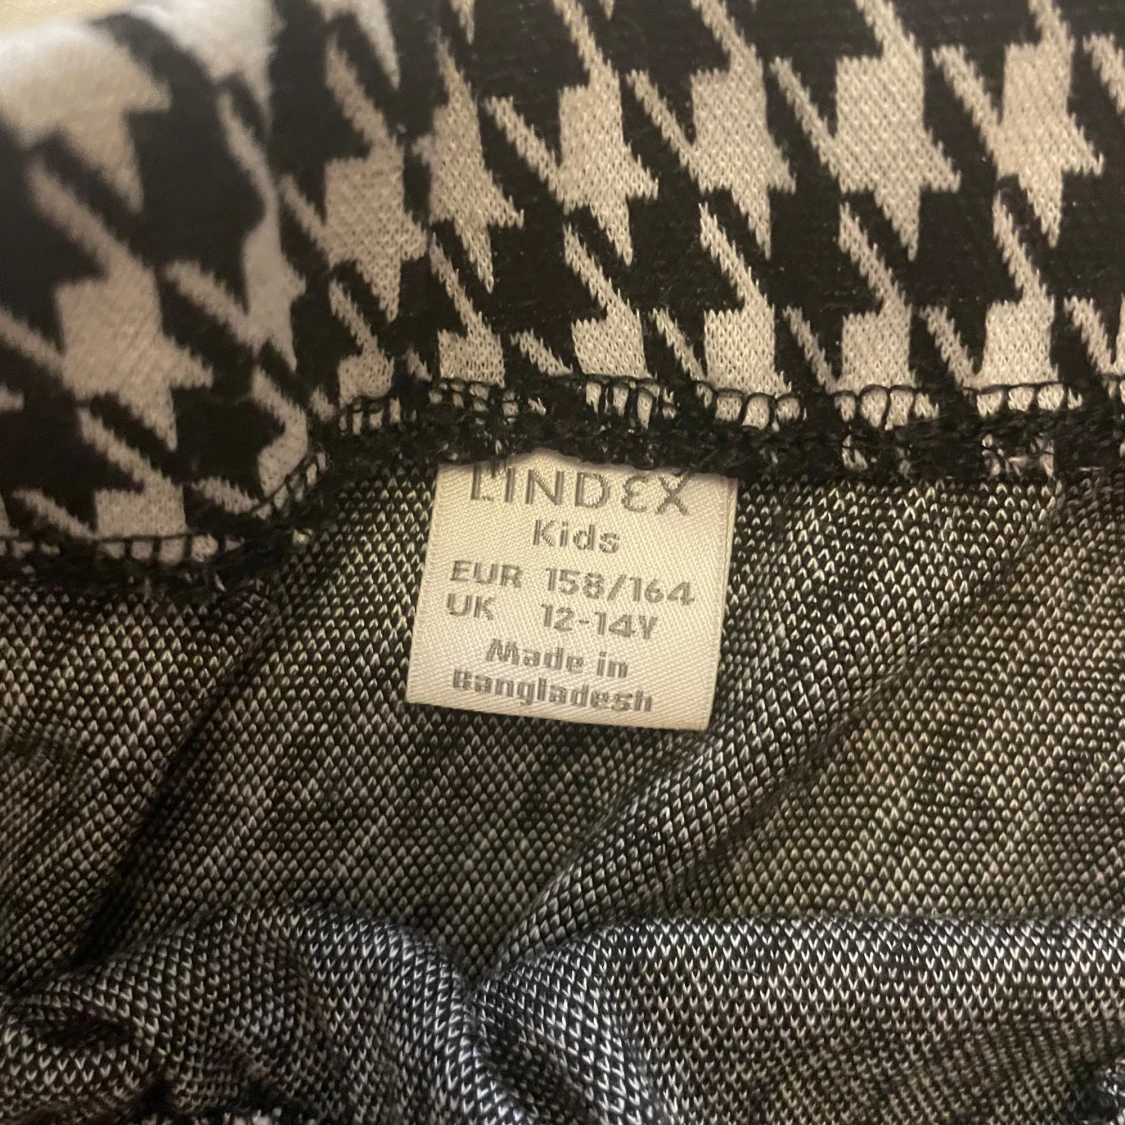 LINDEX
Kids
EUR 158/164
UK 12-14Y
Made in
Bangladesh